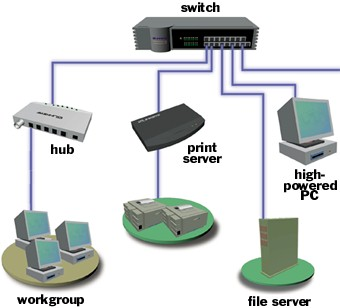 switch
hub
print
server
high-
powered
PC
workgroup
file server